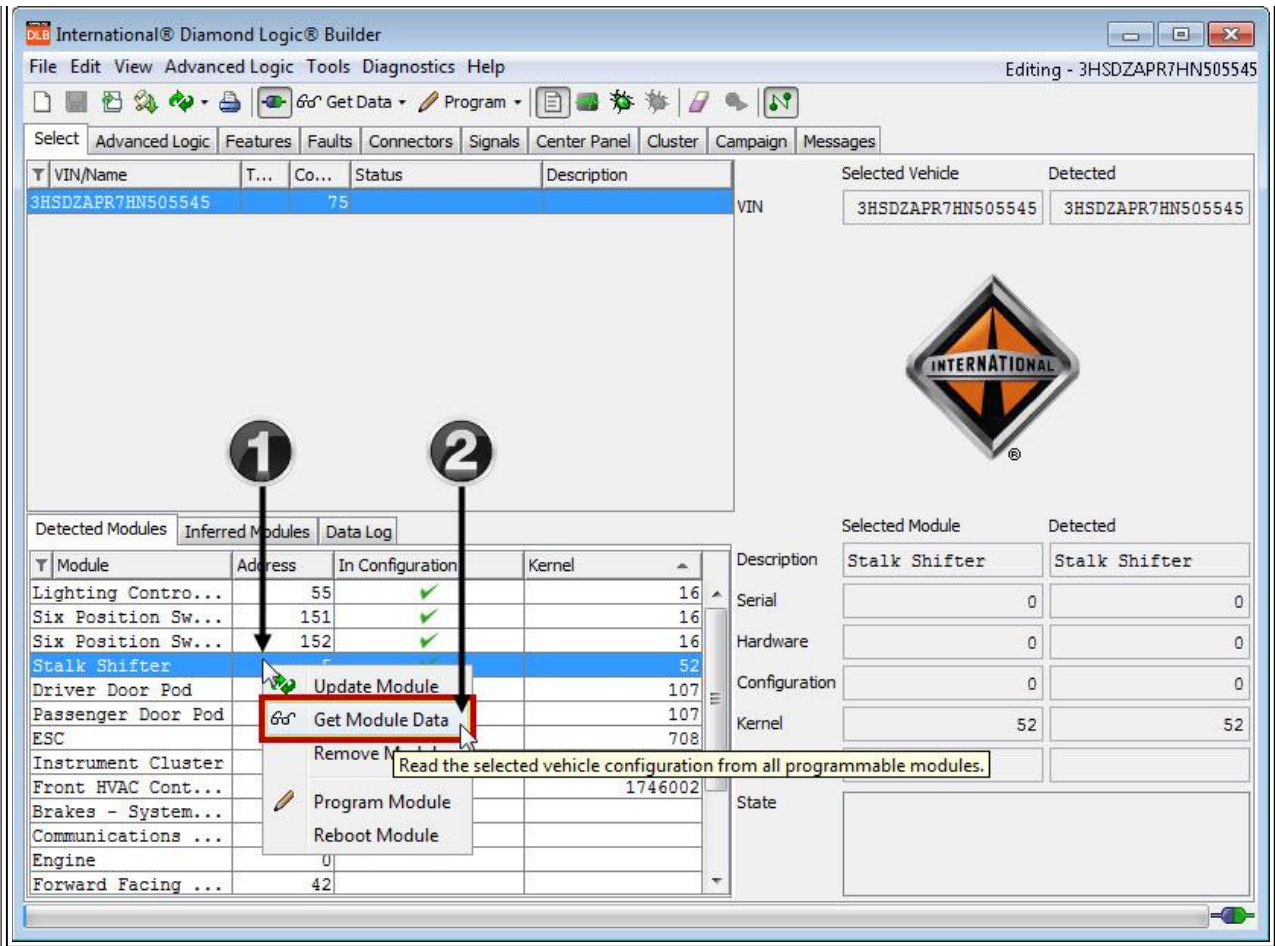 DLB International® Diamond Logic® Builder
File Edit View Advanced Logic Tools Diagnostics Help Editing - 3HSDZAPR7HN505545
Get Data Program
Select Advanced Logic Features Faults Connectors Signals Center Panel Cluster Campaign Messages
VIN/Name T... Co... Status Description Selected Vehicle Detected
3HSDZAPR7HN505545 75
VIN 3HSDZAPR7HN505545 3HSDZAPR7HN505545
INTERNATIONAL
®
1 2
Detected Modules Inferred Modules Data Log Selected Module Detected
Module Address In Configuration Kernel Description Stalk Shifter Stalk Shifter
Lighting Contro... 55 16
Serial 0 0
Six Position Sw... 151 16
Six Position Sw... 152 16 Hardware 0 0
Stalk Shifter 5 52
Driver Door Pod Update Module 107 Configuration 0 0
Passenger Door Pod Get Module Data 107 Kernel 52 52
ESC 708
Instrument Cluster Remove Read the selected vehicle configuration from all programmable modules.
Front HVAC Cont... 1746002
Brakes - System... Program Module State
Communications ... Reboot Module
Engine 0
Forward Facing ... 42